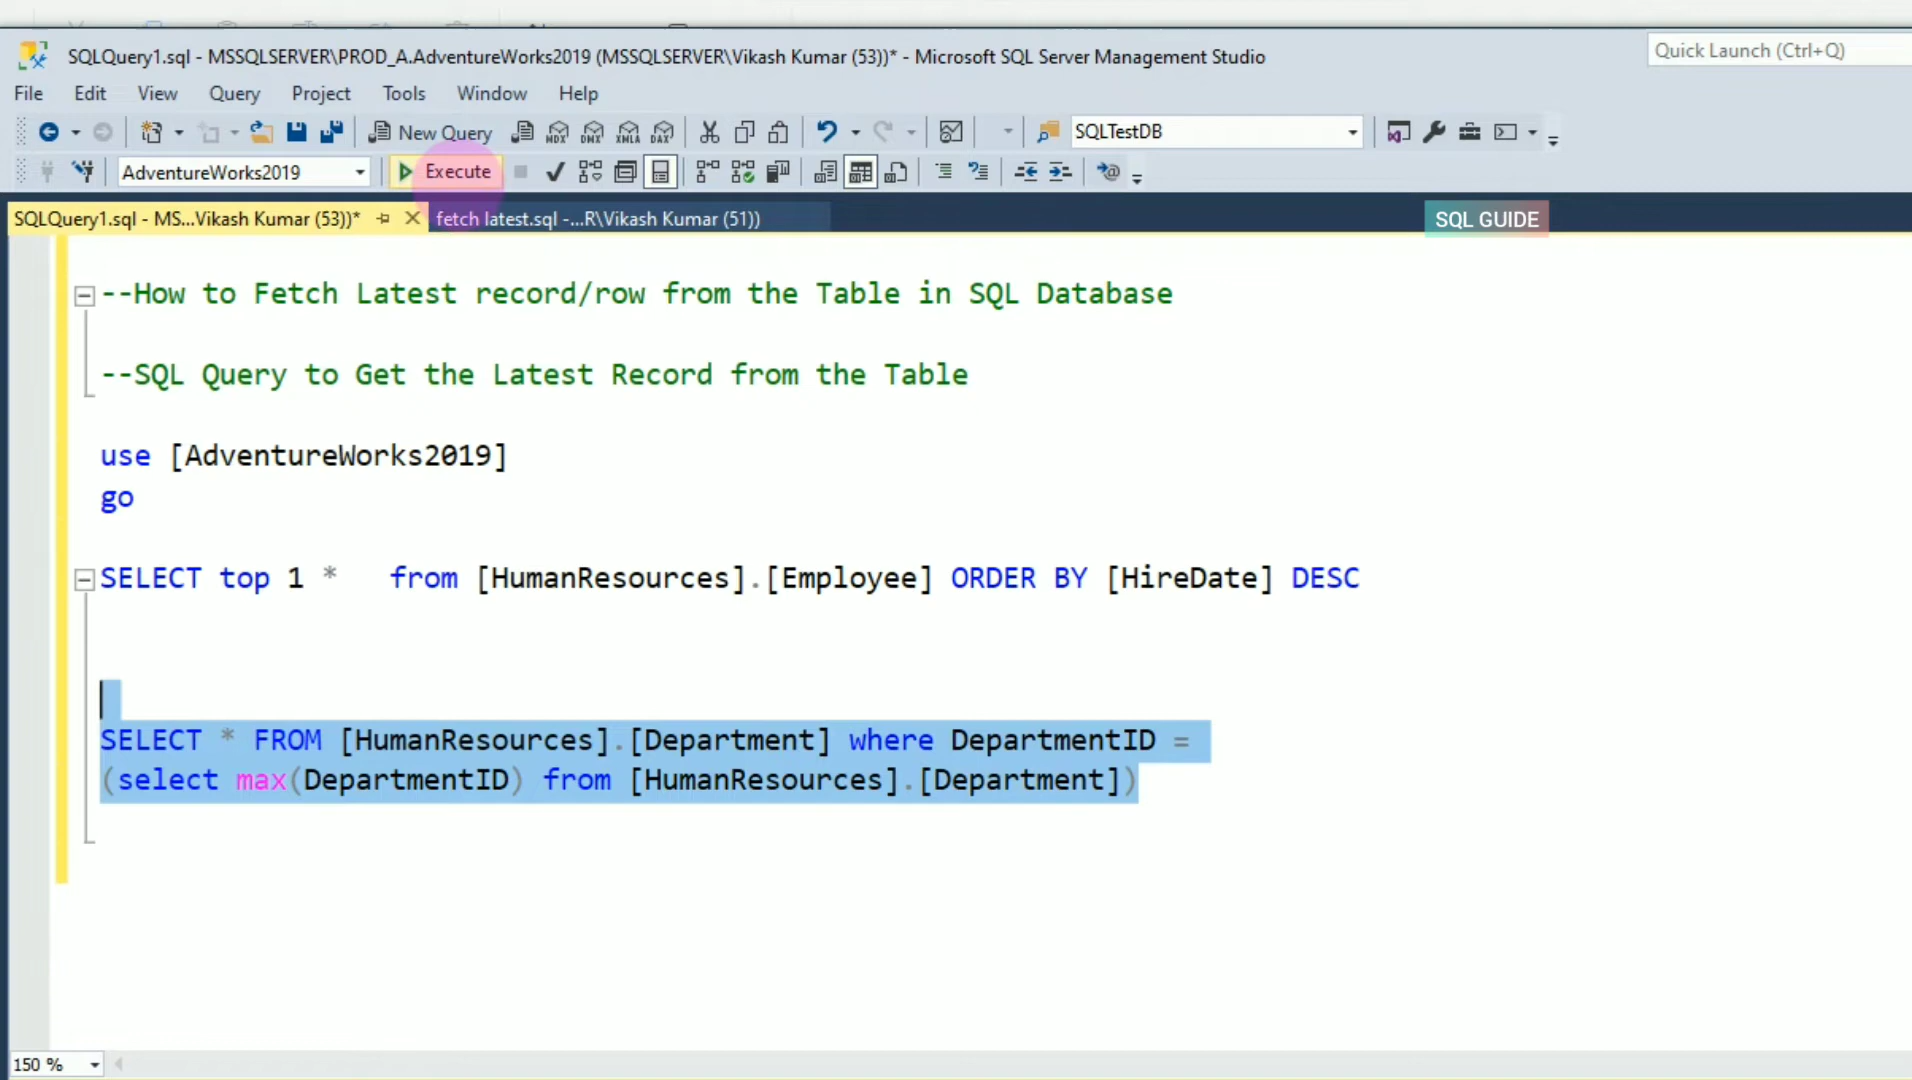 SQLQuery1.sql - MSSQLSERVER\PROD_A.AdventureWorks2019 (MSSQLSERVER\Vikash Kumar (53))* - Microsoft SQL Server Management Studio
Quick Launch (Ctrl+Q)
File Edit View Query Project Tools Window Help
New Query MDX DMX XMLA DAX SQLTestDB
AdventureWorks2019 Execute
SQLQuery1.sql - MS...Vikash Kumar (53))* fetch latest.sql -...R\Vikash Kumar (51)) SQL GUIDE
--How to Fetch Latest record/row from the Table in SQL Database
--SQL Query to Get the Latest Record from the Table
use [AdventureWorks2019]
go
SELECT top 1 *   from [HumanResources].[Employee] ORDER BY [HireDate] DESC
SELECT * FROM [HumanResources].[Department] where DepartmentID =
(select max(DepartmentID) from [HumanResources].[Department])
150 %